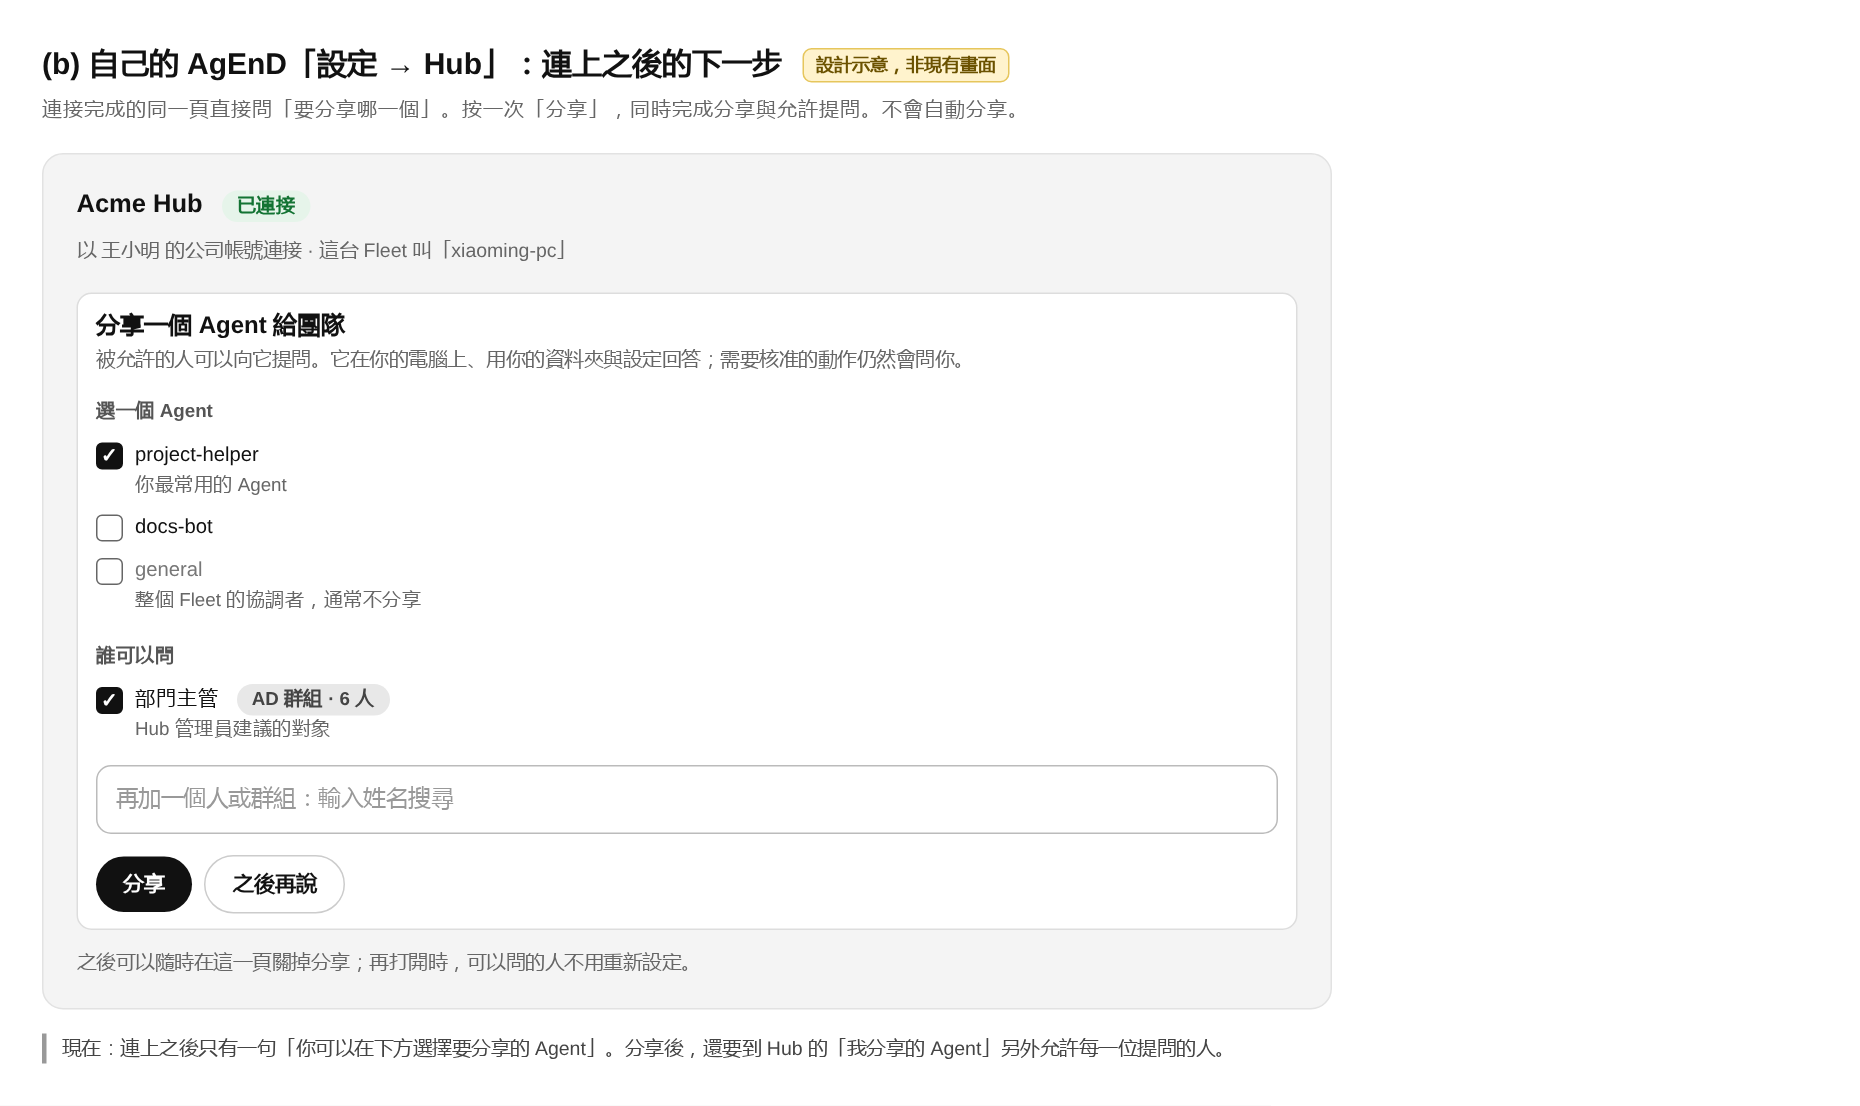 (b) 自己的 AgEnD「設定 → Hub」：連上之後的下一步 設計示意，非現有畫面
連接完成的同一頁直接問「要分享哪一個」。按一次「分享」，同時完成分享與允許提問。不會自動分享。
Acme Hub 已連接
以 王小明 的公司帳號連接 · 這台 Fleet 叫「xiaoming-pc」
分享一個 Agent 給團隊
被允許的人可以向它提問。它在你的電腦上、用你的資料夾與設定回答；需要核准的動作仍然會問你。
選一個 Agent
✓ project-helper
你最常用的 Agent
docs-bot
general
整個 Fleet 的協調者，通常不分享
誰可以問
✓ 部門主管 AD 群組 · 6 人
Hub 管理員建議的對象
再加一個人或群組：輸入姓名搜尋
分享 之後再說
之後可以隨時在這一頁關掉分享；再打開時，可以問的人不用重新設定。
現在：連上之後只有一句「你可以在下方選擇要分享的 Agent」。分享後，還要到 Hub 的「我分享的 Agent」另外允許每一位提問的人。